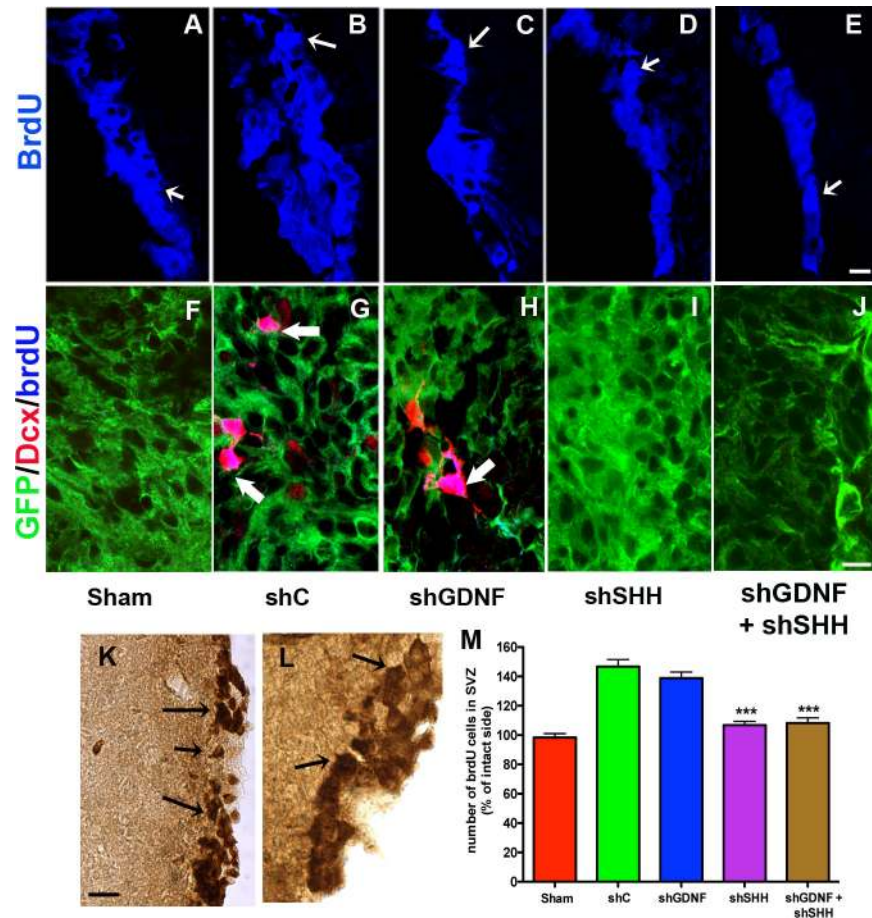 A
B
C
D
E
BrdU
F
G
H
I
J
GFP/Dcx/brdU
Sham
shC
shGDNF
shSHH
shGDNF
+ shSHH
K
L
M
number of brdU cells in SVZ
(% of intact side)
160
140
120
100
80
60
40
20
0
***
***
Sham
shC
shGDNF
shSHH
shGDNF +
shSHH